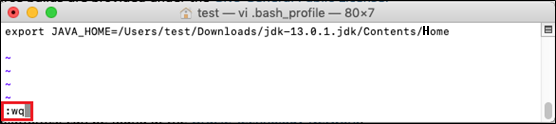 test — vi .bash_profile — 80×7
export JAVA_HOME=/Users/test/Downloads/jdk-13.0.1.jdk/Contents/Home
~
~
~
~
:wq